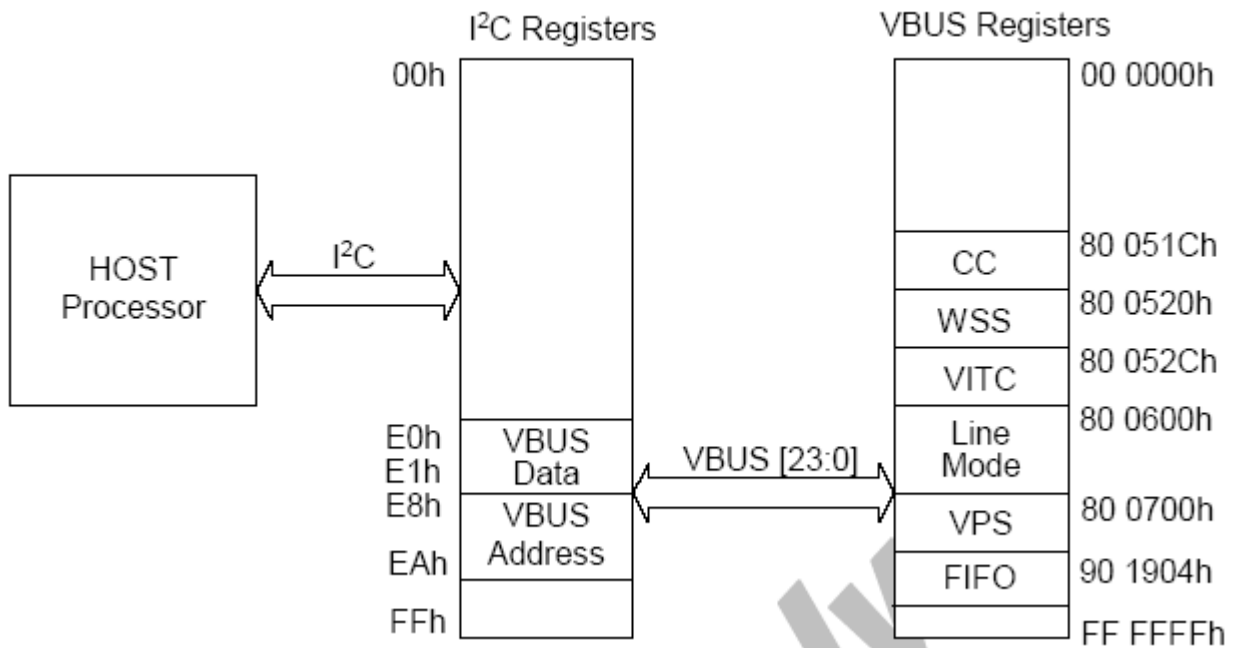 I²C Registers
VBUS Registers
00h
00 0000h
HOST
Processor
I²C
CC
80 051Ch
WSS
80 0520h
VITC
80 052Ch
Line
Mode
80 0600h
E0h
E1h
VBUS
Data
VBUS [23:0]
E8h
EAh
VBUS
Address
VPS
80 0700h
FIFO
90 1904h
FFh
FF FFFFh